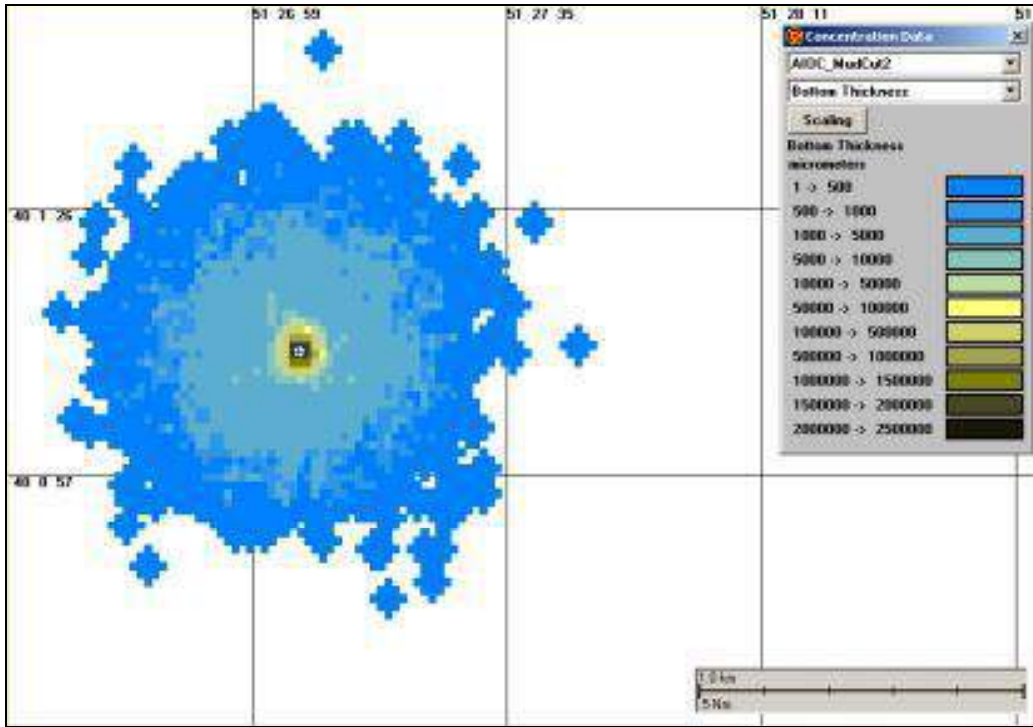 51 26 59
51 27 35
51 28 11
51
Concentration Data
AIOC_MudCut2
Bottom Thickness
Scaling
Bottom Thickness
micrometers
1 -> 500
500 -> 1000
1000 -> 5000
5000 -> 10000
10000 -> 50000
50000 -> 100000
100000 -> 500000
500000 -> 1000000
1000000 -> 1500000
1500000 -> 2000000
2000000 -> 2500000
40 1 26
40 0 57
1.0 km
.5 Nm